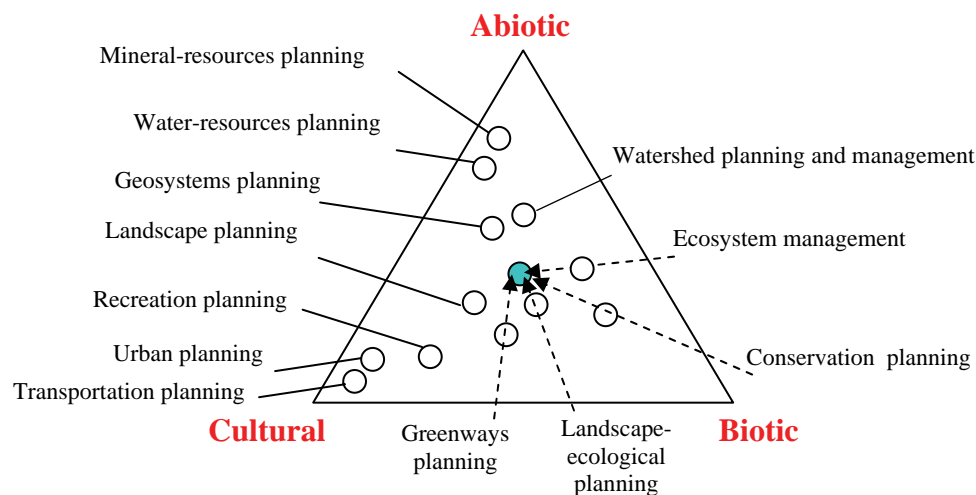 Abiotic
Mineral-resources planning
Water-resources planning
Watershed planning and management
Geosystems planning
Landscape planning
Ecosystem management
Recreation planning
Urban planning
Conservation planning
Transportation planning
Cultural
Biotic
Greenways
planning
Landscape-
ecological
planning